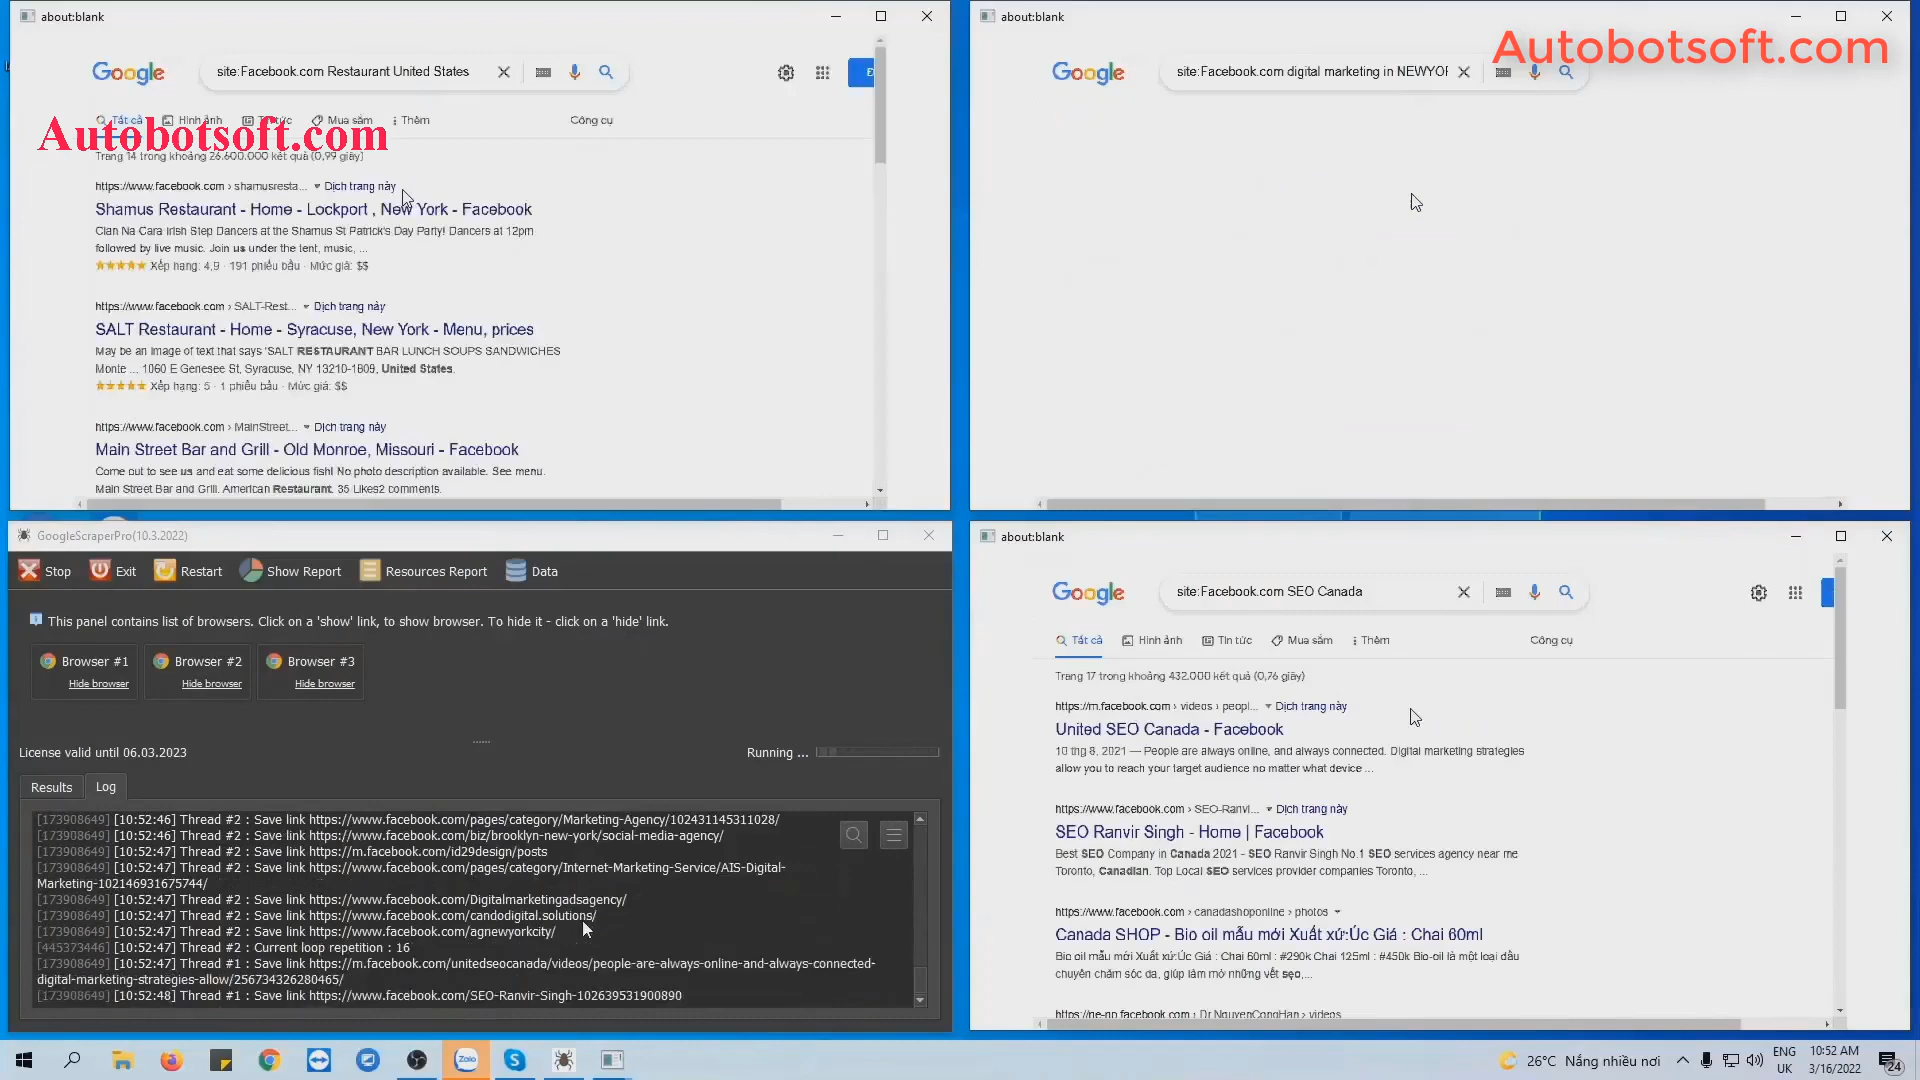 about:blank
Google
site:Facebook.com Restaurant United States
Tất cả Hình ảnh Tin tức Mua sắm Thêm Công cụ
Autobotsoft.com
Trang 14 trong khoảng 26.600.000 kết quả (0,99 giây)
https://www.facebook.com › shamusresta... Dịch trang này
Shamus Restaurant - Home - Lockport , New York - Facebook
Clan Na Cara Irish Step Dancers at the Shamus St Patrick's Day Party! Dancers at 12pm
followed by live music. Join us under the tent, music, ...
Xếp hạng: 4,9 · 191 phiếu bầu · Mức giá: $$
https://www.facebook.com › SALT-Rest... Dịch trang này
SALT Restaurant - Home - Syracuse, New York - Menu, prices
May be an image of text that says 'SALT RESTAURANT BAR LUNCH SOUPS SANDWICHES
Monte ... 1060 E Genesee St, Syracuse, NY 13210-1809, United States.
Xếp hạng: 5 · 1 phiếu bầu · Mức giá: $$
https://www.facebook.com › MainStreet... Dịch trang này
Main Street Bar and Grill - Old Monroe, Missouri - Facebook
Come out to see us and eat some delicious fish! No photo description available. See menu.
Main Street Bar and Grill. American Restaurant. 35 Likes2 comments.
about:blank
Autobotsoft.com
Google
site:Facebook.com digital marketing in NEWYOR
GoogleScraperPro(10.3.2022)
Stop Exit Restart Show Report Resources Report Data
This panel contains list of browsers. Click on a 'show' link, to show browser. To hide it - click on a 'hide' link.
Browser #1 Browser #2 Browser #3
Hide browser Hide browser Hide browser
License valid until 06.03.2023 Running ...
Results Log
[173908649] [10:52:46] Thread #2 : Save link https://www.facebook.com/pages/category/Marketing-Agency/102431145311028/
[173908649] [10:52:46] Thread #2 : Save link https://www.facebook.com/biz/brooklyn-new-york/social-media-agency/
[173908649] [10:52:47] Thread #2 : Save link https://m.facebook.com/id29design/posts
[173908649] [10:52:47] Thread #2 : Save link https://www.facebook.com/pages/category/Internet-Marketing-Service/AIS-Digital-
Marketing-102146931675744/
[173908649] [10:52:47] Thread #2 : Save link https://www.facebook.com/Digitalmarketingadsagency/
[173908649] [10:52:47] Thread #2 : Save link https://www.facebook.com/candodigital.solutions/
[173908649] [10:52:47] Thread #2 : Save link https://www.facebook.com/agnewyorkcity/
[445373446] [10:52:47] Thread #2 : Current loop repetition : 16
[173908649] [10:52:47] Thread #1 : Save link https://m.facebook.com/unitedseocanada/videos/people-are-always-online-and-always-connected-
digital-marketing-strategies-allow/256734326280465/
[173908649] [10:52:48] Thread #1 : Save link https://www.facebook.com/SEO-Ranvir-Singh-102639531900890
about:blank
Google
site:Facebook.com SEO Canada
Tất cả Hình ảnh Tin tức Mua sắm Thêm Công cụ
Trang 17 trong khoảng 432.000 kết quả (0,76 giây)
https://m.facebook.com › videos › peopl... Dịch trang này
United SEO Canada - Facebook
10 thg 8, 2021 — People are always online, and always connected. Digital marketing strategies
allow you to reach your target audience no matter what device ...
https://www.facebook.com › SEO-Ranvi... Dịch trang này
SEO Ranvir Singh - Home | Facebook
Best SEO Company in Canada 2021 - SEO Ranvir Singh No.1 SEO services agency near me
Toronto, Canadian. Top Local SEO services provider companies Toronto, ...
https://www.facebook.com › canadashoponline › photos
Canada SHOP - Bio oil mẫu mới Xuất xứ:Úc Giá : Chai 60ml
Bio oil mẫu mới Xuất xứ:Úc Giá : Chai 60ml : #290k Chai 125ml : #450k Bio-oil là một loại dầu
chuyên chăm sóc da, giúp làm mờ những vết sẹo,...
https://ne-np.facebook.com › Dr.NguyenCongHan › videos
Zalo
26°C Nắng nhiều nơi
ENG
UK
10:52 AM
3/16/2022
24